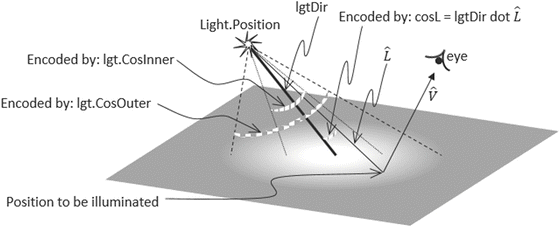 lgtDir
Light.Position
Encoded by: cosL = lgtDir dot L̂
Encoded by: lgt.CosInner
L̂
eye
Encoded by: lgt.CosOuter
V̂
Position to be illuminated